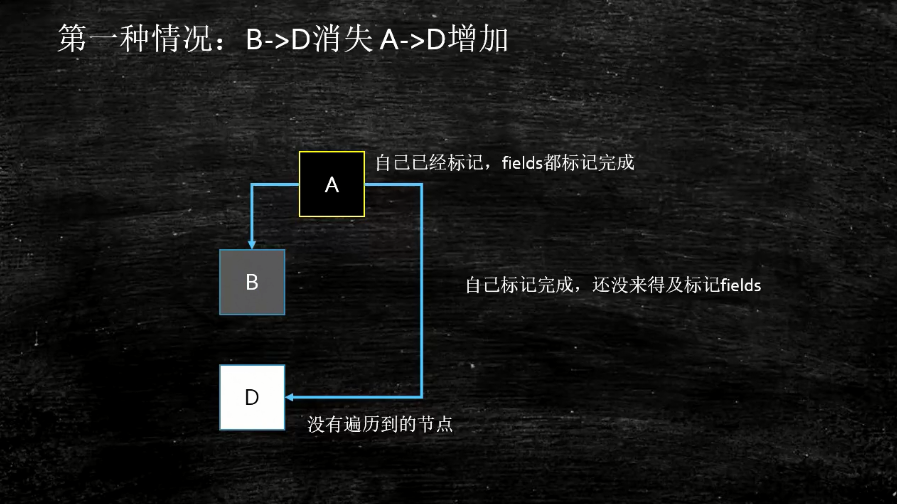 第一种情况：B->D消失 A->D增加
自己已经标记，fields都标记完成
A
B
自己标记完成，还没来得及标记fields
D
没有遍历到的节点